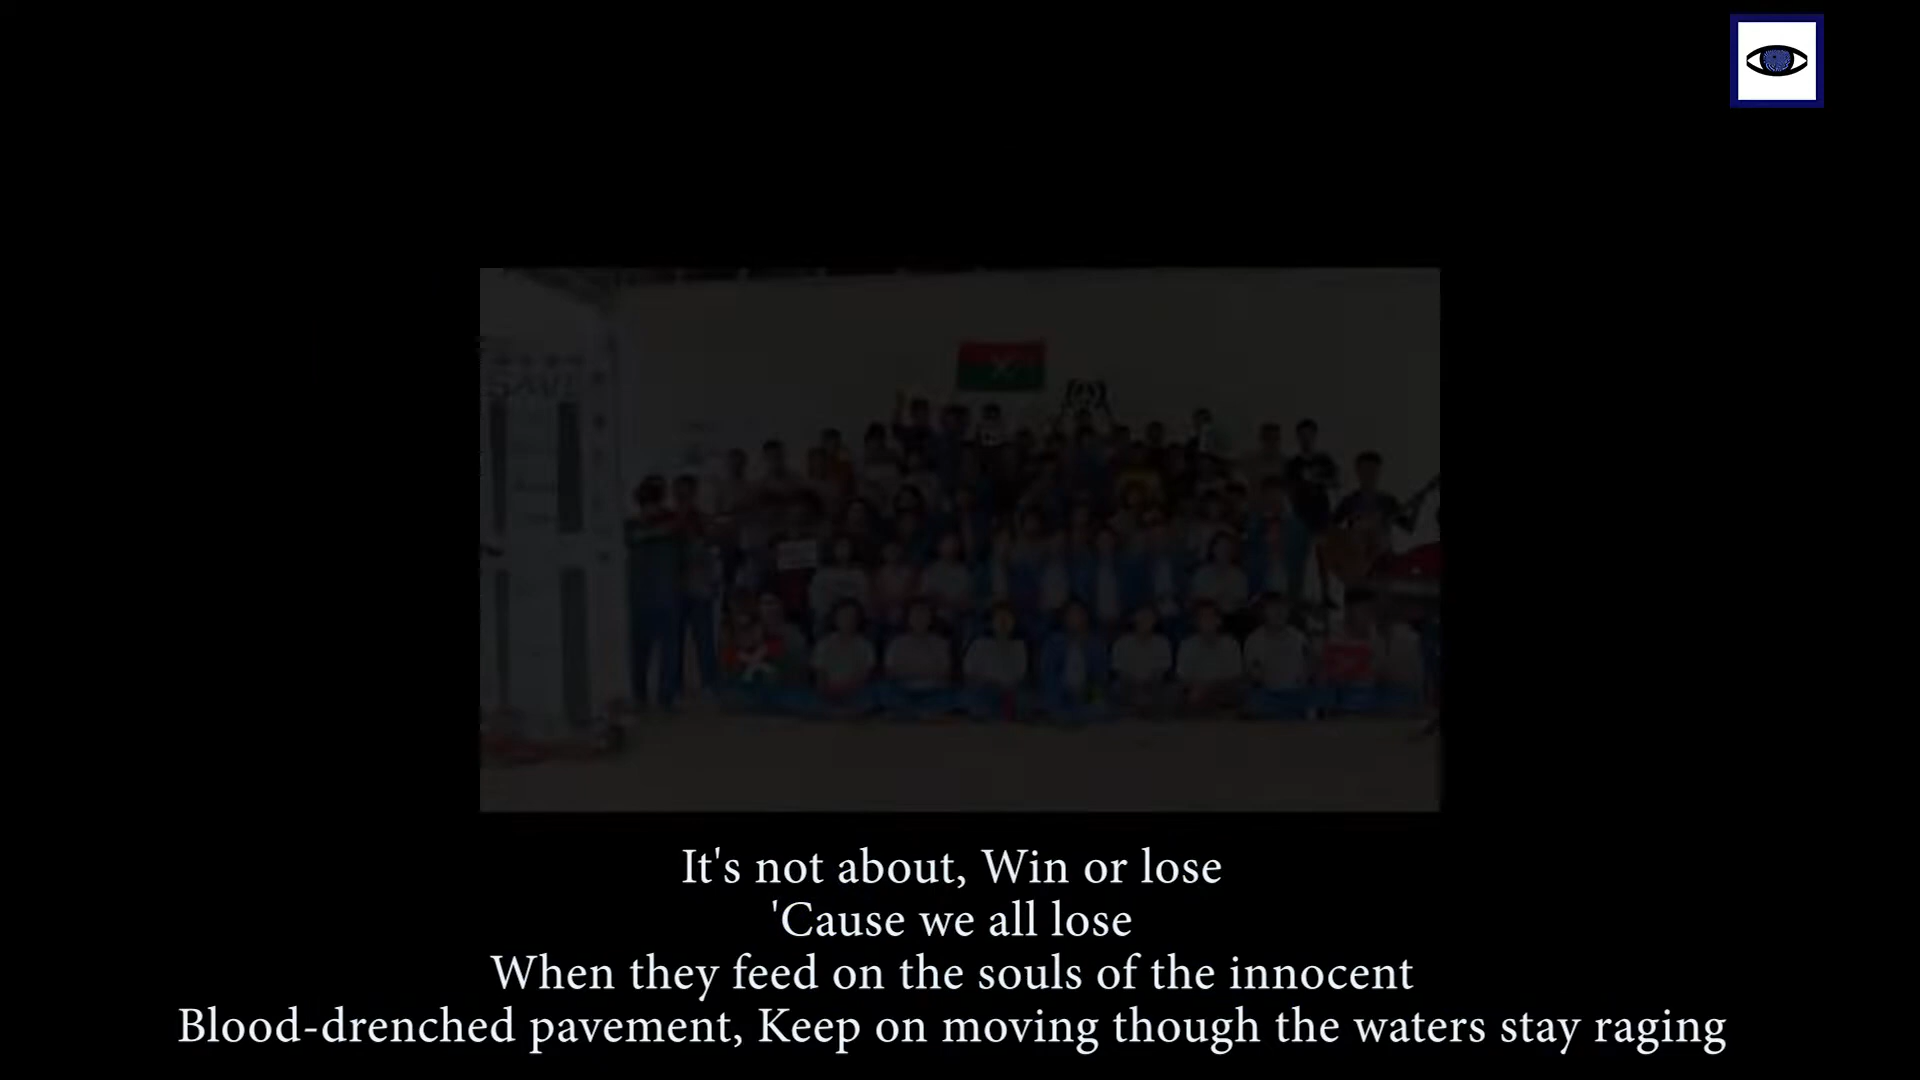 It's not about, Win or lose
'Cause we all lose
When they feed on the souls of the innocent
Blood-drenched pavement, Keep on moving though the waters stay raging